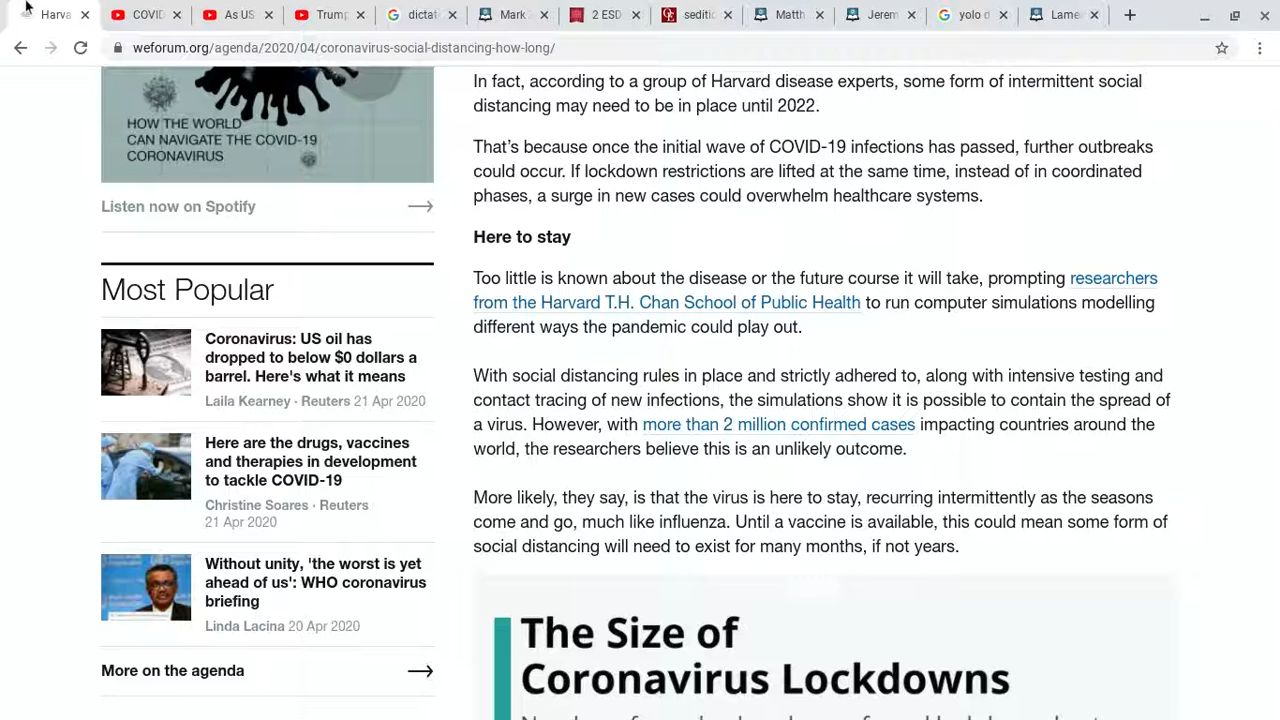 Harva
COVID
As US
Trump
dictat
Mark
2 ESD
seditio
Matth
Jerem
yolo d
Lamen
weforum.org/agenda/2020/04/coronavirus-social-distancing-how-long/
HOW THE WORLD
CAN NAVIGATE THE COVID-19
CORONAVIRUS
Listen now on Spotify
Most Popular
Coronavirus: US oil has
dropped to below $0 dollars a
barrel. Here's what it means
Laila Kearney · Reuters 21 Apr 2020
Here are the drugs, vaccines
and therapies in development
to tackle COVID-19
Christine Soares · Reuters
21 Apr 2020
Without unity, 'the worst is yet
ahead of us': WHO coronavirus
briefing
Linda Lacina 20 Apr 2020
More on the agenda
In fact, according to a group of Harvard disease experts, some form of intermittent social
distancing may need to be in place until 2022.
That’s because once the initial wave of COVID-19 infections has passed, further outbreaks
could occur. If lockdown restrictions are lifted at the same time, instead of in coordinated
phases, a surge in new cases could overwhelm healthcare systems.
Here to stay
Too little is known about the disease or the future course it will take, prompting researchers
from the Harvard T.H. Chan School of Public Health to run computer simulations modelling
different ways the pandemic could play out.
With social distancing rules in place and strictly adhered to, along with intensive testing and
contact tracing of new infections, the simulations show it is possible to contain the spread of
a virus. However, with more than 2 million confirmed cases impacting countries around the
world, the researchers believe this is an unlikely outcome.
More likely, they say, is that the virus is here to stay, recurring intermittently as the seasons
come and go, much like influenza. Until a vaccine is available, this could mean some form of
social distancing will need to exist for many months, if not years.
The Size of
Coronavirus Lockdowns